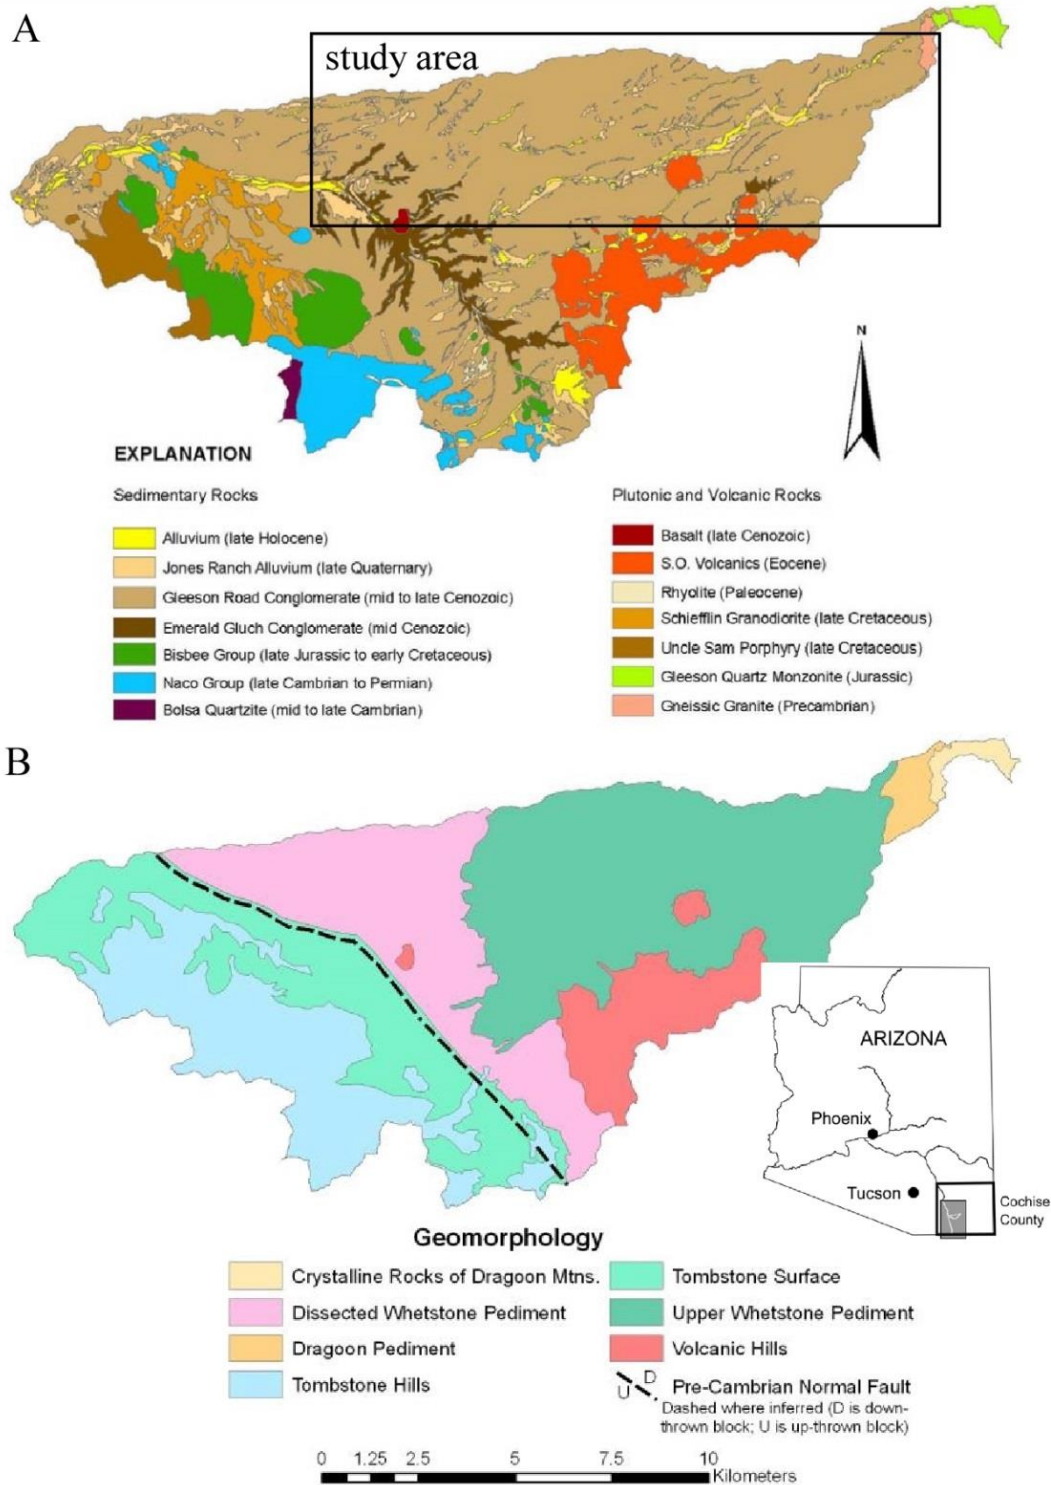 A
study area
N
EXPLANATION
Sedimentary Rocks
Alluvium (late Holocene)
Jones Ranch Alluvium (late Quaternary)
Gleeson Road Conglomerate (mid to late Cenozoic)
Emerald Gluch Conglomerate (mid Cenozoic)
Bisbee Group (late Jurassic to early Cretaceous)
Naco Group (late Cambrian to Permian)
Bolsa Quartzite (mid to late Cambrian)
Plutonic and Volcanic Rocks
Basalt (late Cenozoic)
S.O. Volcanics (Eocene)
Rhyolite (Paleocene)
Schiefflin Granodiorite (late Cretaceous)
Uncle Sam Porphyry (late Cretaceous)
Gleeson Quartz Monzonite (Jurassic)
Gneissic Granite (Precambrian)
B
ARIZONA
Phoenix
Tucson
Cochise
County
Geomorphology
Crystalline Rocks of Dragoon Mtns.
Dissected Whetstone Pediment
Dragoon Pediment
Tombstone Hills
Tombstone Surface
Upper Whetstone Pediment
Volcanic Hills
D
U
Pre-Cambrian Normal Fault
Dashed where inferred (D is down-
thrown block; U is up-thrown block)
0 1.25 2.5 5 7.5 10
Kilometers